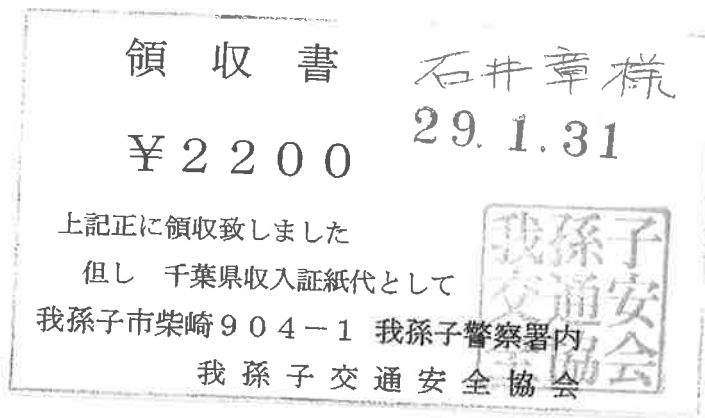 領収書
石井章様
29.1.31
¥2200
上記正に領収致しました
但し 千葉県収入証紙代として
我孫子市柴崎904-1 我孫子警察署内
我孫子交通安全協会
我孫子
交通安
全協会